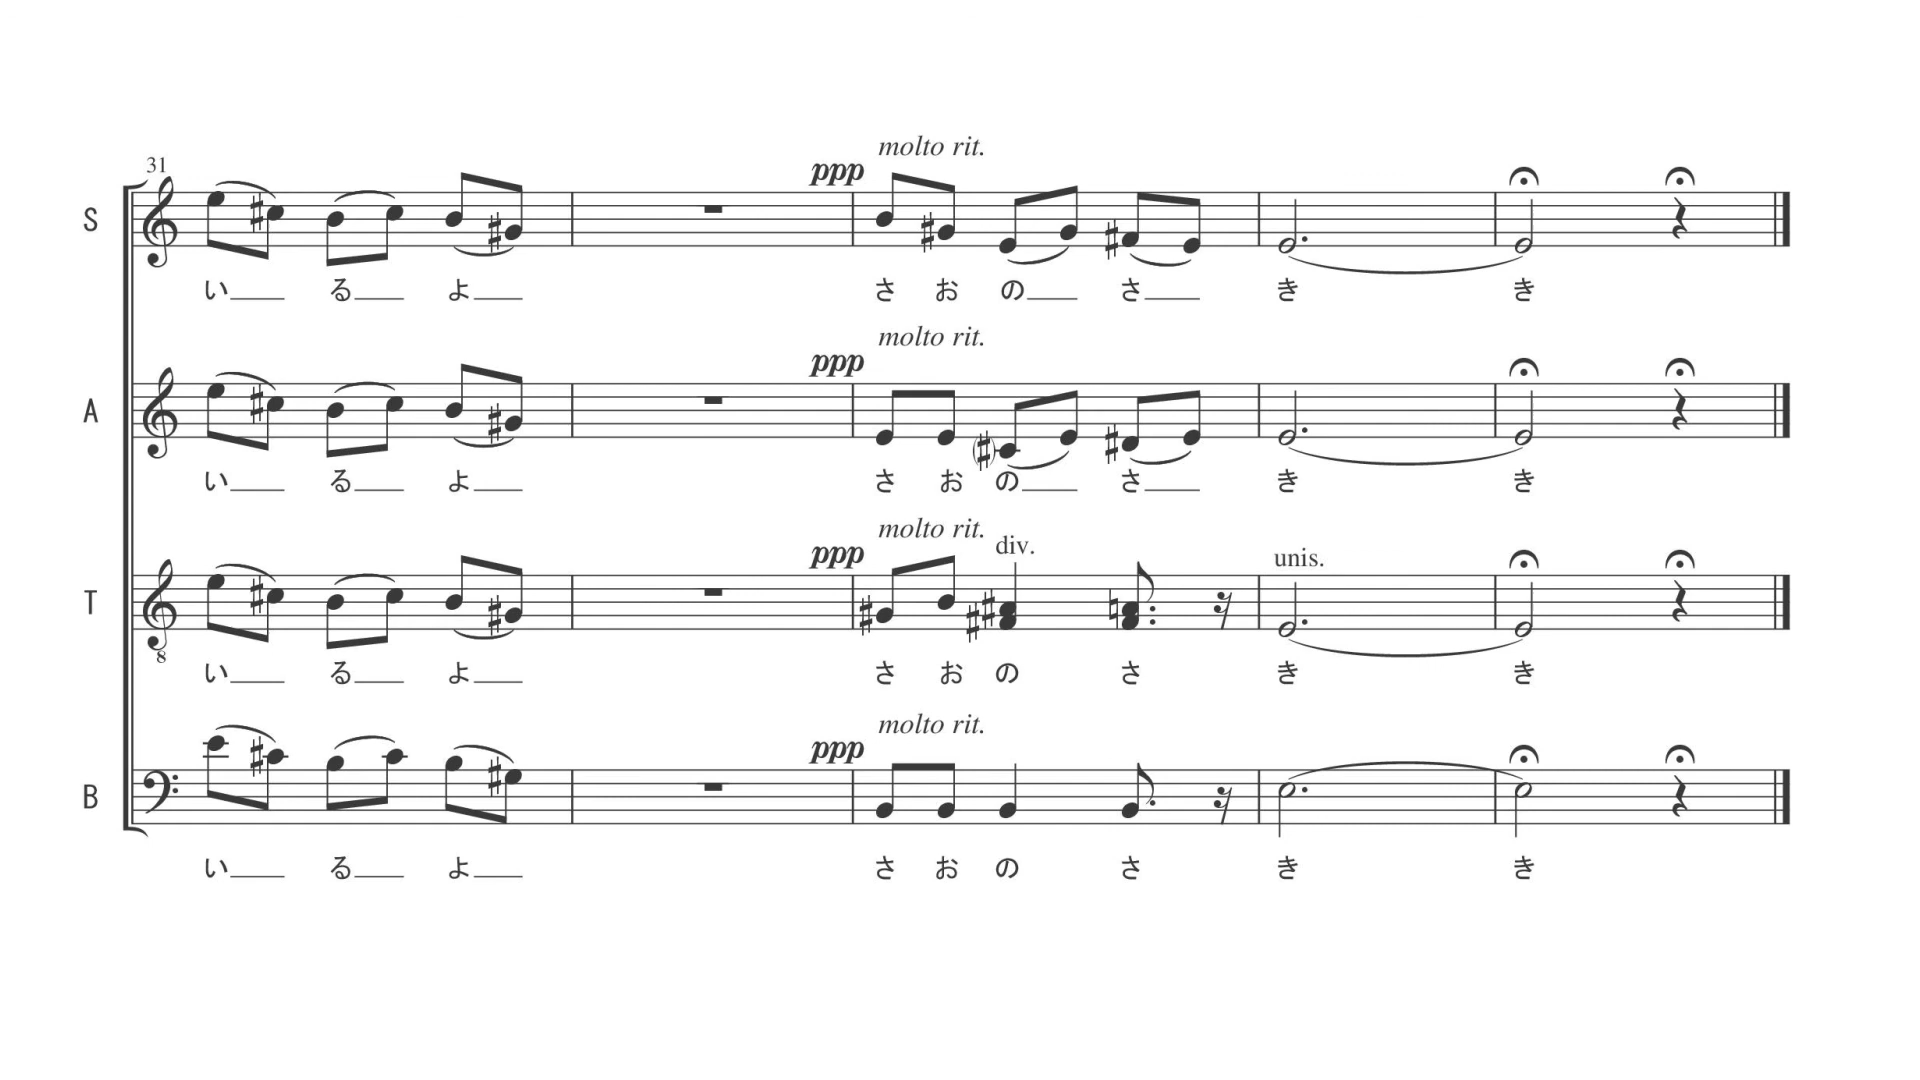 molto rit.
31
ppp
S
い る よ さ お の さ き き
molto rit.
ppp
A
い る よ さ お の さ き き
molto rit.
div.
ppp
unis.
T
8
い る よ さ お の さ き き
molto rit.
ppp
B
い る よ さ お の さ き き